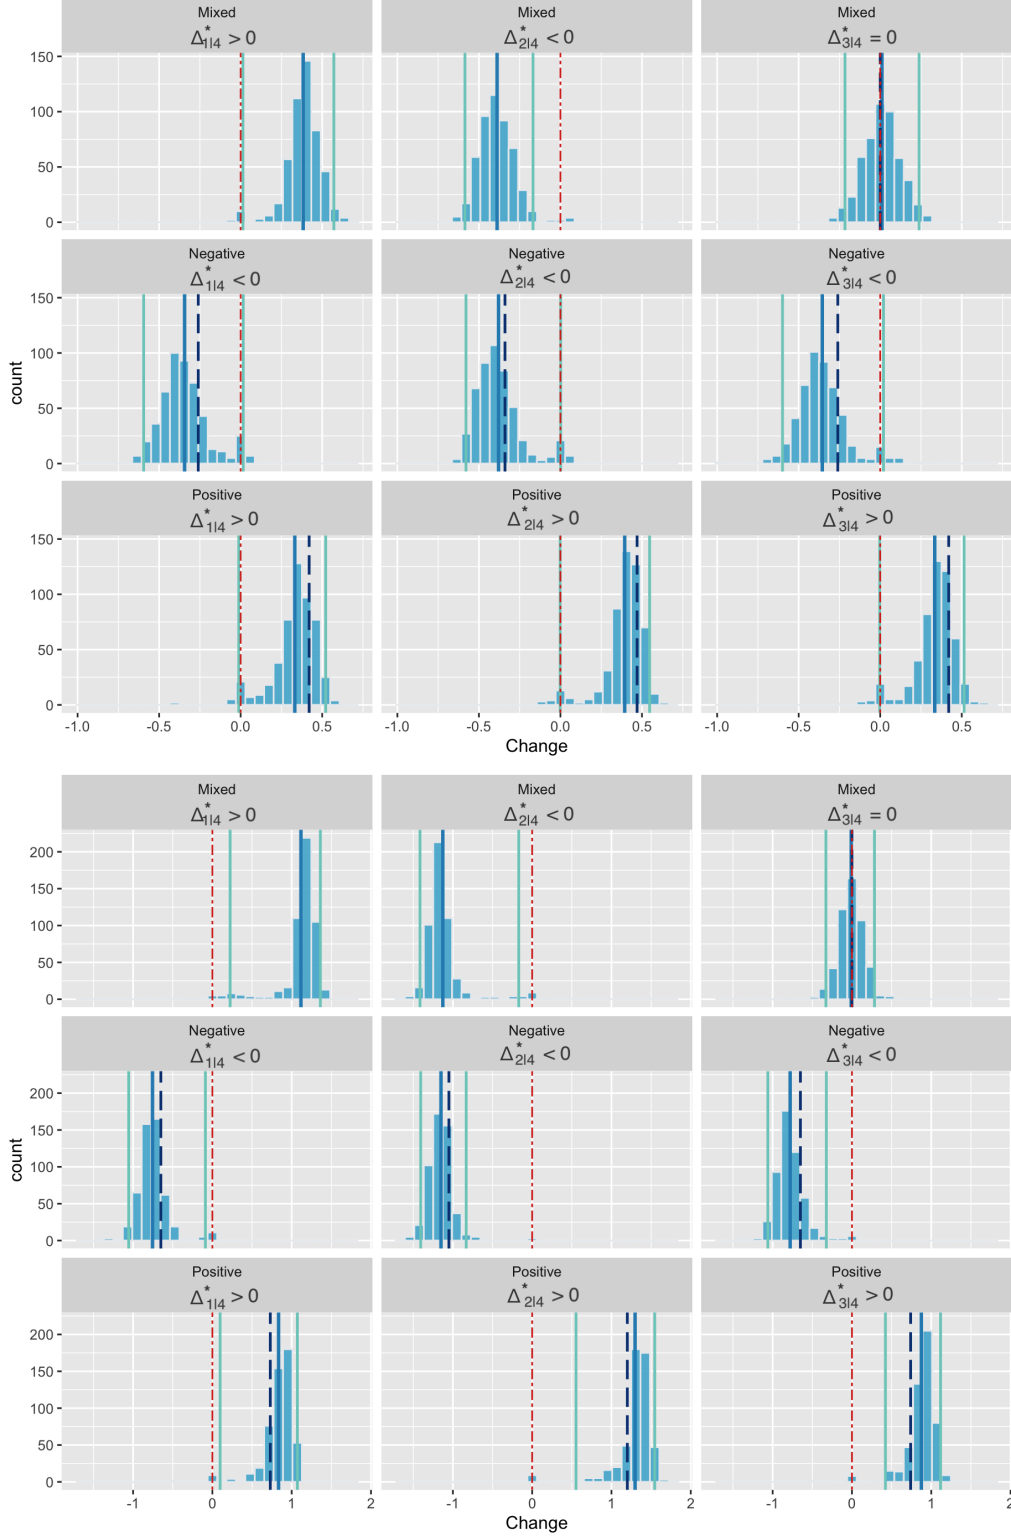 Mixed Mixed Mixed
Δ*1|4 > 0 Δ*2|4 < 0 Δ*3|4 = 0
150
100
50
0
Negative Negative Negative
Δ*1|4 < 0 Δ*2|4 < 0 Δ*3|4 < 0
150
100
50
0
count
Positive Positive Positive
Δ*1|4 > 0 Δ*2|4 > 0 Δ*3|4 > 0
150
100
50
0
-1.0 -0.5 0.0 0.5 -1.0 -0.5 0.0 0.5 -1.0 -0.5 0.0 0.5
Change
Mixed Mixed Mixed
Δ*1|4 > 0 Δ*2|4 < 0 Δ*3|4 = 0
200
150
100
50
0
Negative Negative Negative
Δ*1|4 < 0 Δ*2|4 < 0 Δ*3|4 < 0
200
150
100
50
0
count
Positive Positive Positive
Δ*1|4 > 0 Δ*2|4 > 0 Δ*3|4 > 0
200
150
100
50
0
-1 0 1 2 -1 0 1 2 -1 0 1 2
Change